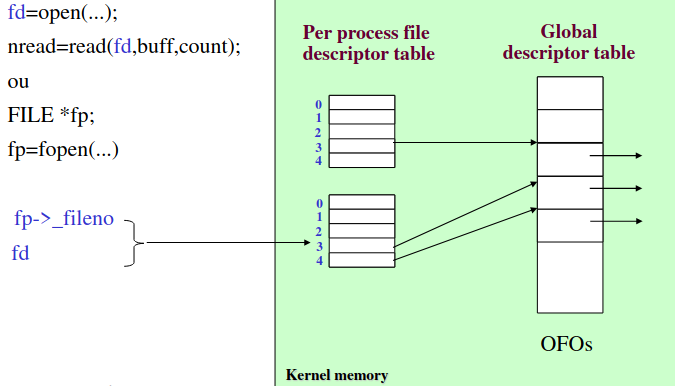 fd=open(...);
nread=read(fd,buff,count);
ou
FILE *fp;
fp=fopen(...)
fp->_fileno
fd
Per process file
descriptor table
0
1
2
3
4
0
1
2
3
4
Global
descriptor table
OFOs
Kernel memory